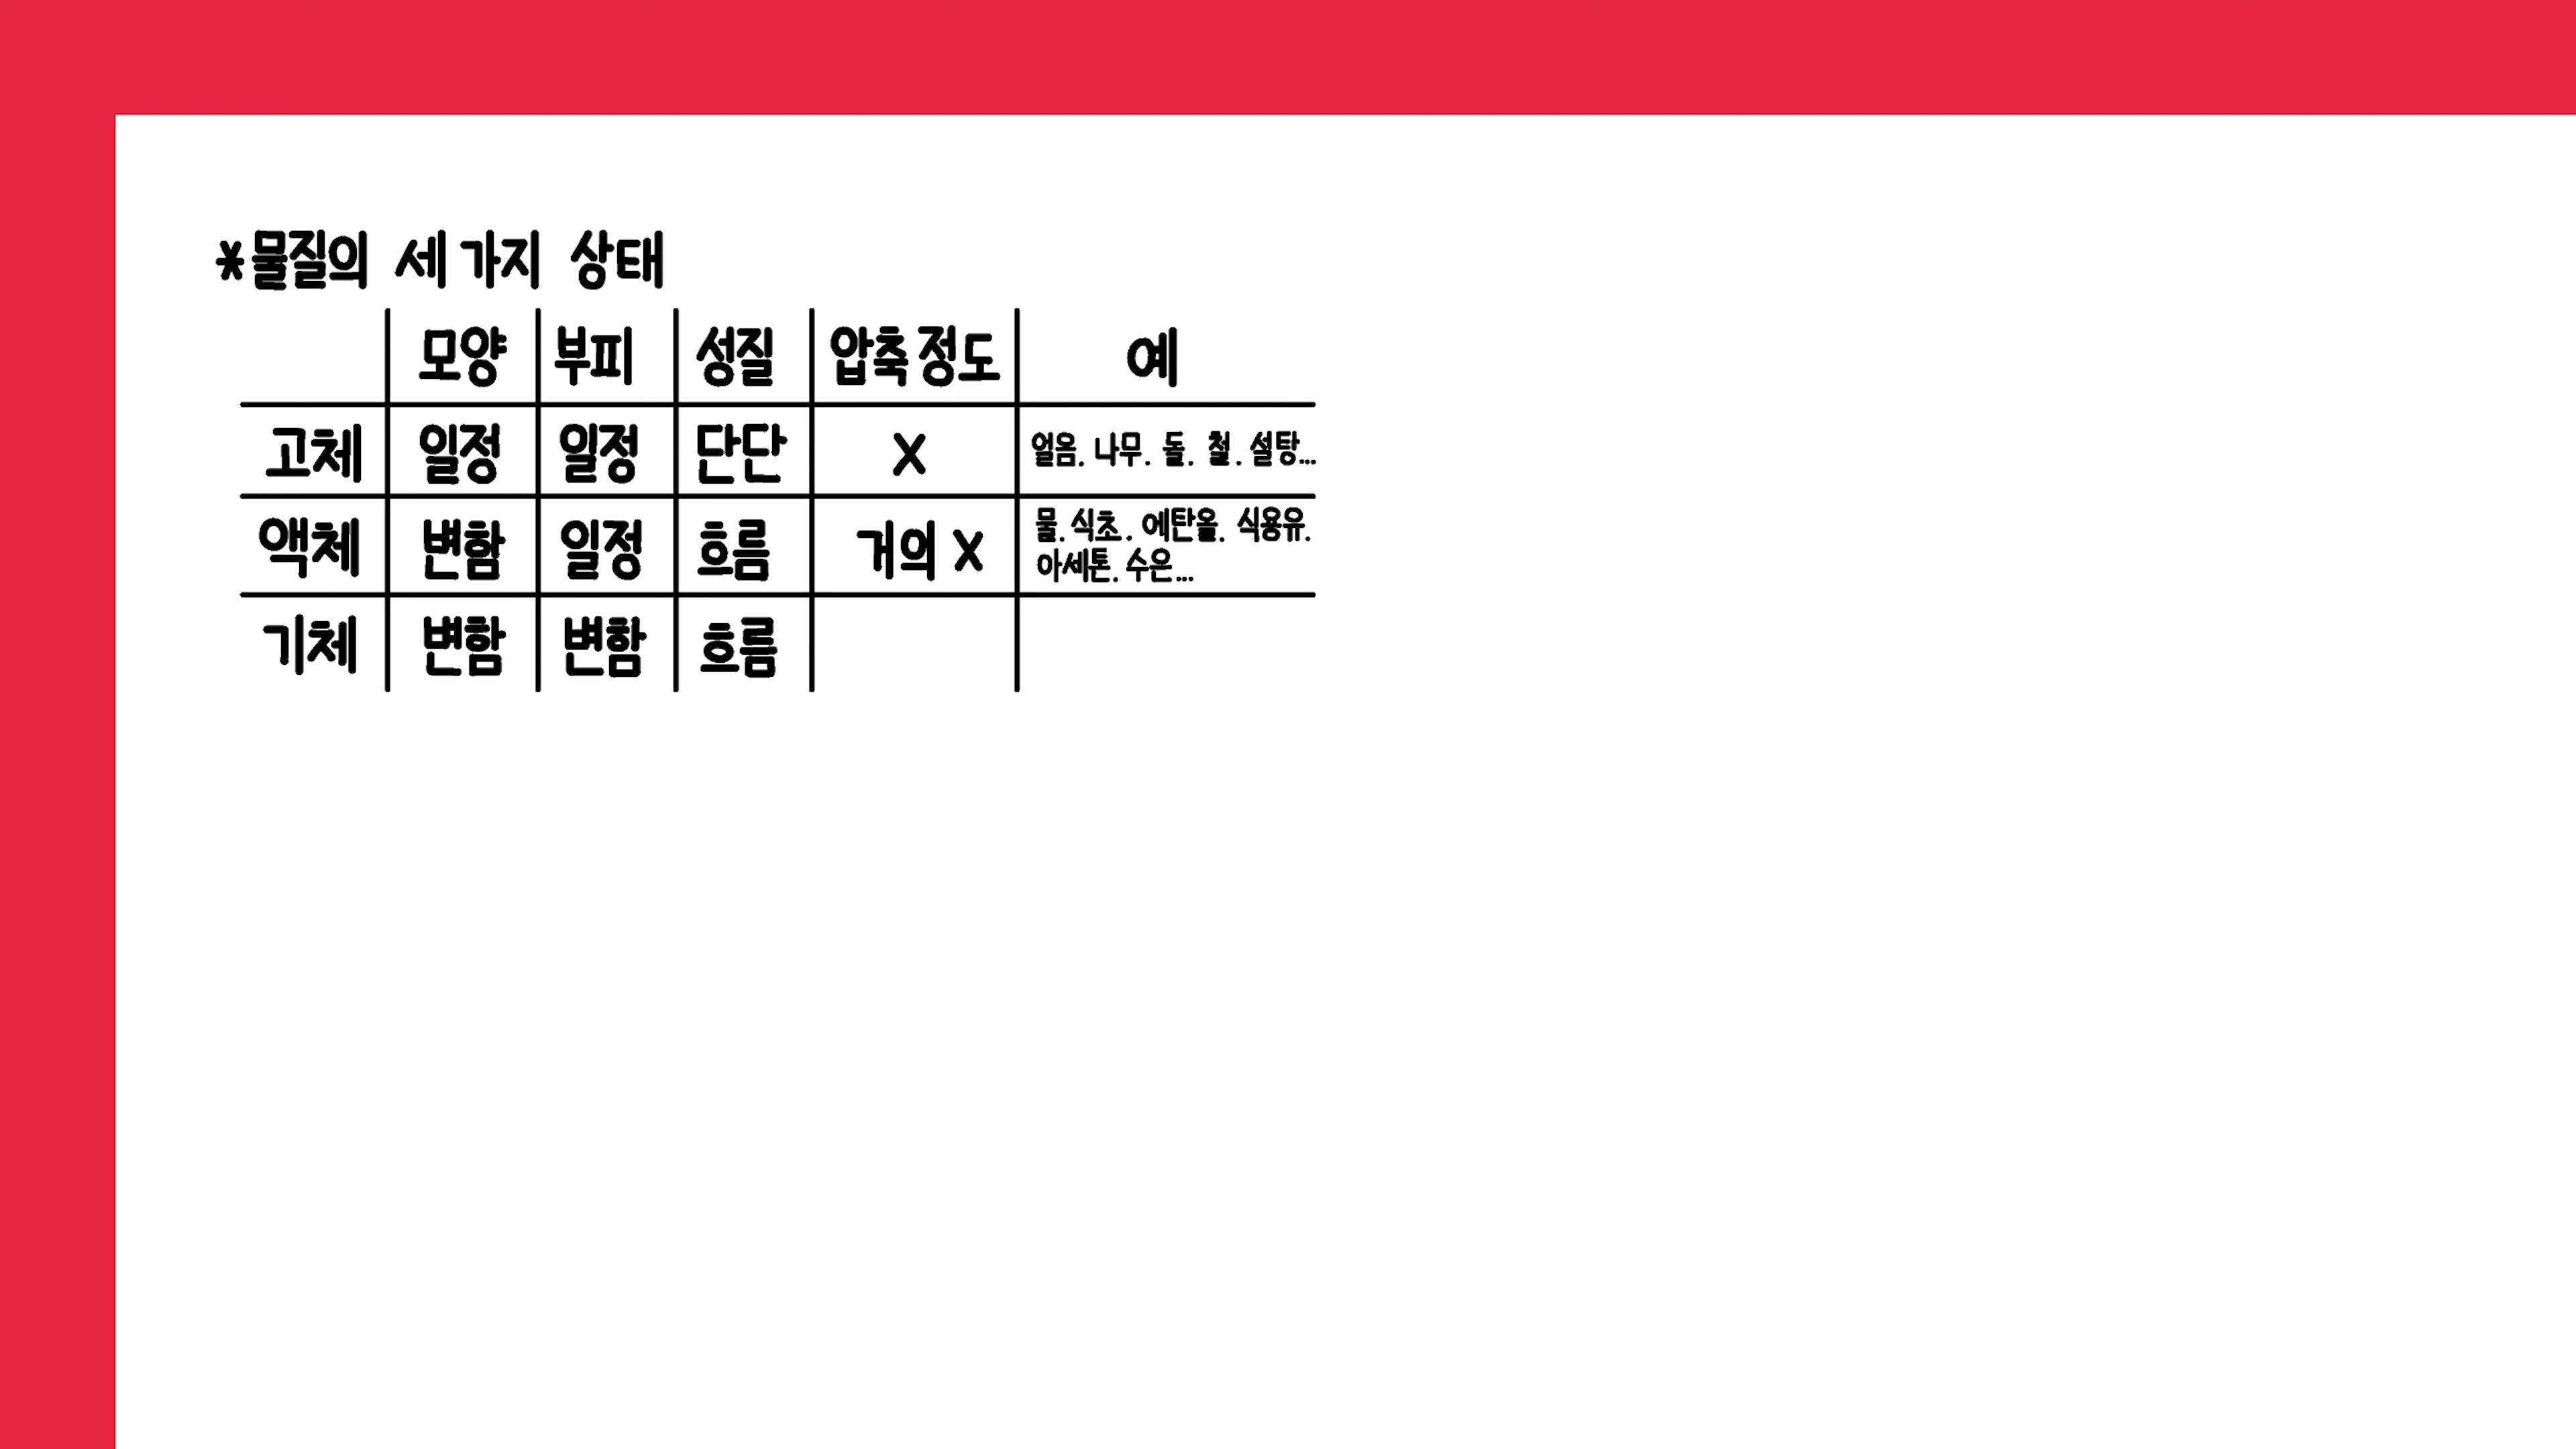 *물질의 세 가지 상태
모양 부피 성질 압축 정도 예
고체 일정 일정 단단 X 얼음. 나무. 돌. 철. 설탕...
액체 변함 일정 흐름 거의 X 물. 식초. 에탄올. 식용유.
아세톤. 수은...
기체 변함 변함 흐름